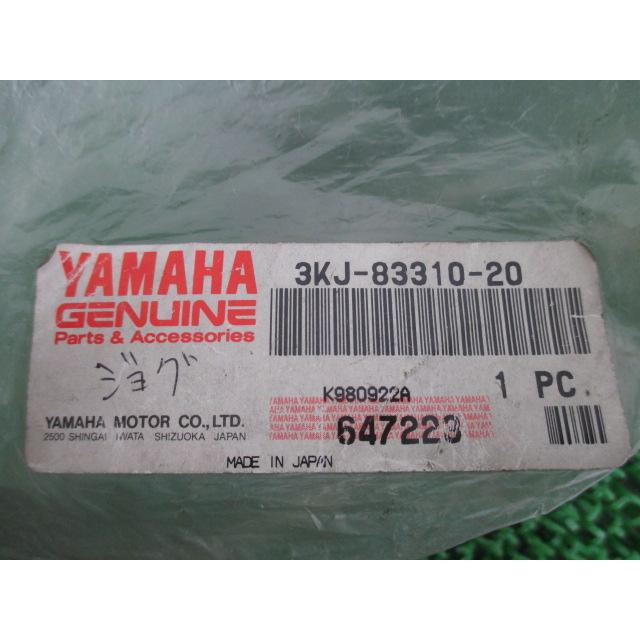 YAMAHA
GENUINE
Parts & Accessories
ジョグ
YAMAHA MOTOR CO., LTD.
2500 SHINGAI IWATA SHIZUOKA JAPAN
3KJ-83310-20
K980922A
1 PC.
647223
MADE IN JAPAN